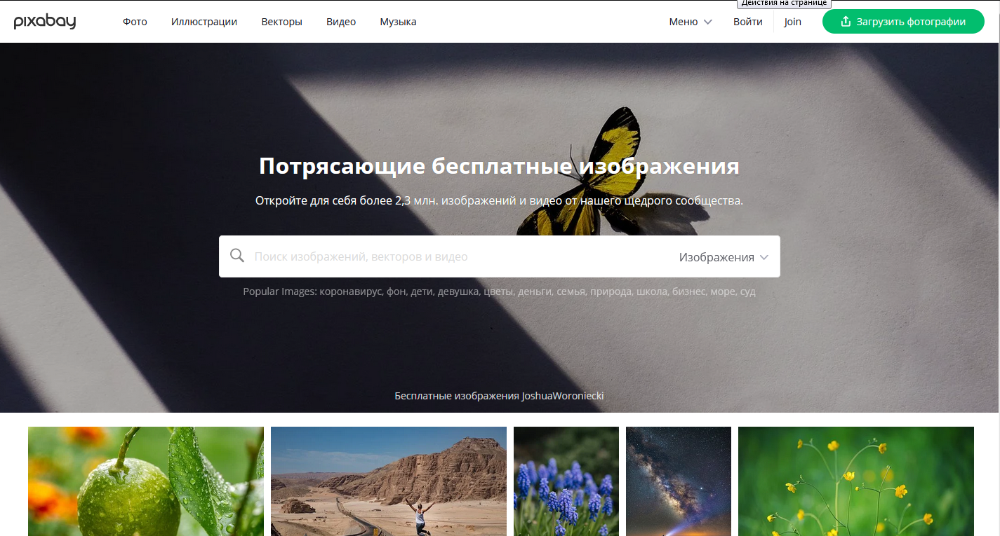 Действия на странице
pixabay
Фото Иллюстрации Векторы Видео Музыка Меню Войти Join Загрузить фотографии
Потрясающие бесплатные изображения
Откройте для себя более 2,3 млн. изображений и видео от нашего щедрого сообщества.
Поиск изображений, векторов и видео Изображения
Popular Images: коронавирус, фон, дети, девушка, цветы, деньги, семья, природа, школа, бизнес, море, суд
Бесплатные изображения JoshuaWoroniecki